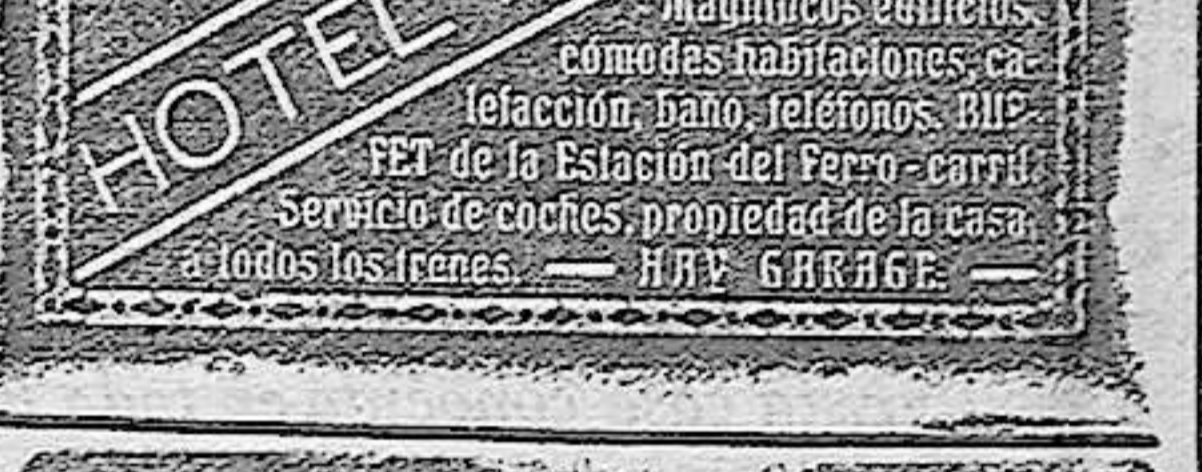 HOTEL
magníficos edificios,
cómodas habitaciones, ca-
lefacción, baño, teléfonos. BUF-
FET de la Estación del Ferro-carril.
Servicio de coches, propiedad de la casa,
a todos los trenes. — HAY GARAGE. —